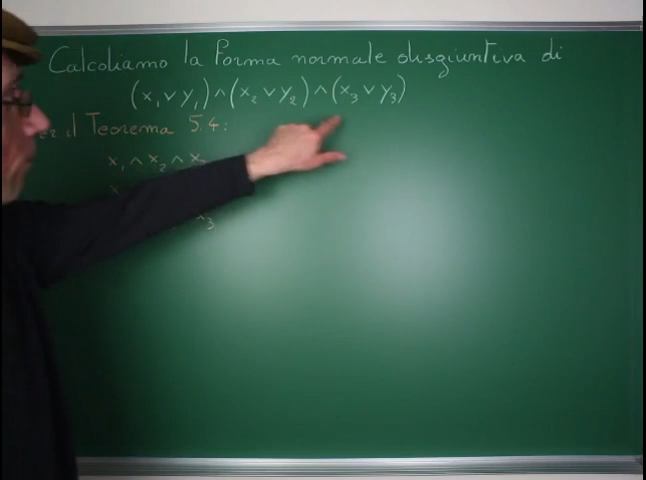 Calcoliamo la forma normale disgiuntiva di
(x₁ ∨ y₁) ∧ (x₂ ∨ y₂) ∧ (x₃ ∨ y₃)
il Teorema 5.4:
x₁ ∧ x₂ ∧ x₃